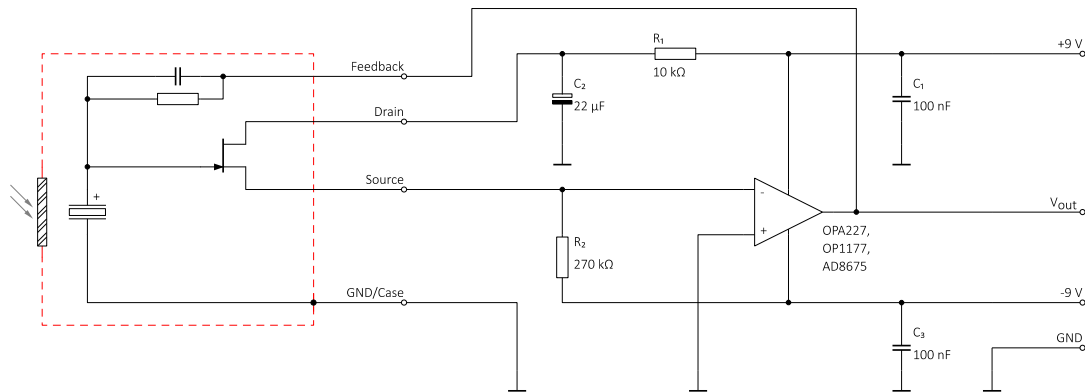 +9 V
R₁
10 kΩ
Feedback
C₂
22 µF
C₁
100 nF
Drain
+
Source
-
+
Vout
OPA227,
OP1177,
AD8675
R₂
270 kΩ
GND/Case
-9 V
C₃
100 nF
GND